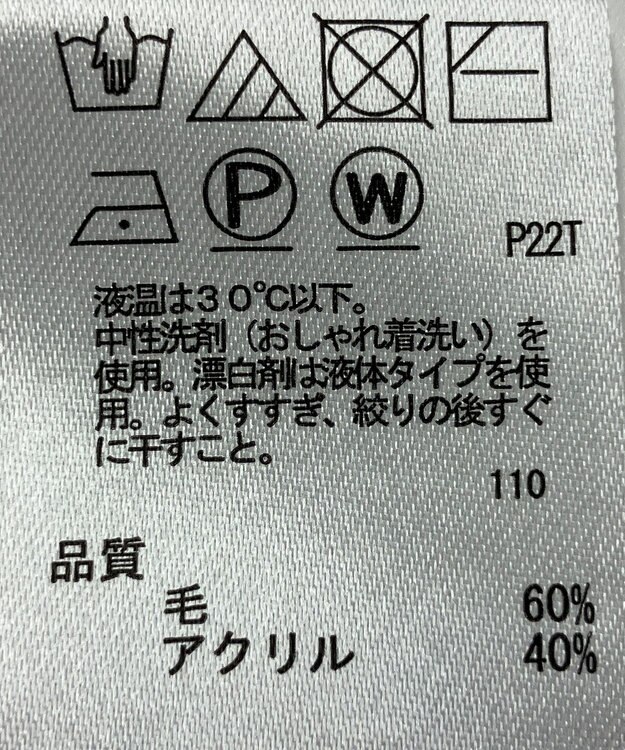 P
W
P22T
液温は30℃以下。
中性洗剤（おしゃれ着洗い）を
使用。漂白剤は液体タイプを使
用。よくすすぎ、絞りの後すぐ
に干すこと。
110
品質
毛 60%
アクリル 40%